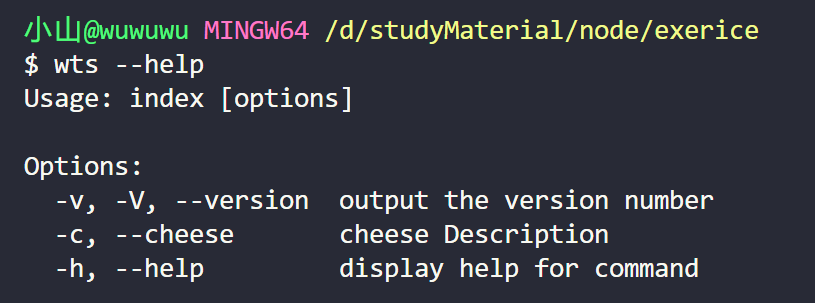 小山@wuwuwu MINGW64 /d/studyMaterial/node/exerice
$ wts --help
Usage: index [options]

Options:
  -v, -V, --version  output the version number
  -c, --cheese       cheese Description
  -h, --help         display help for command